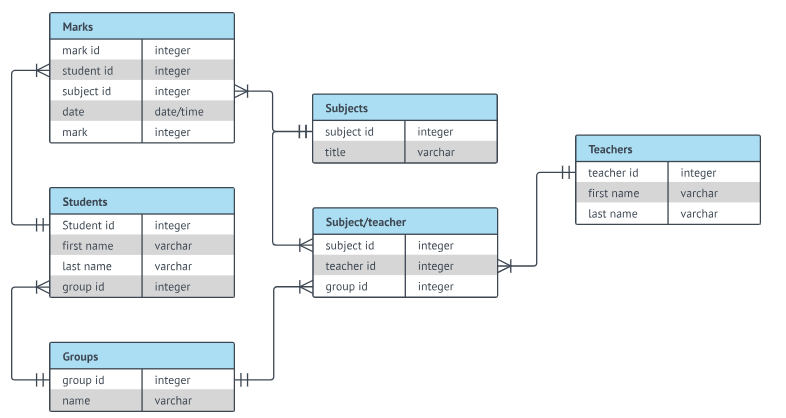 Marks
mark id integer
student id integer
subject id integer
date date/time
mark integer
Students
Student id integer
first name varchar
last name varchar
group id integer
Groups
group id integer
name varchar
Subjects
subject id integer
title varchar
Subject/teacher
subject id integer
teacher id integer
group id integer
Teachers
teacher id integer
first name varchar
last name varchar